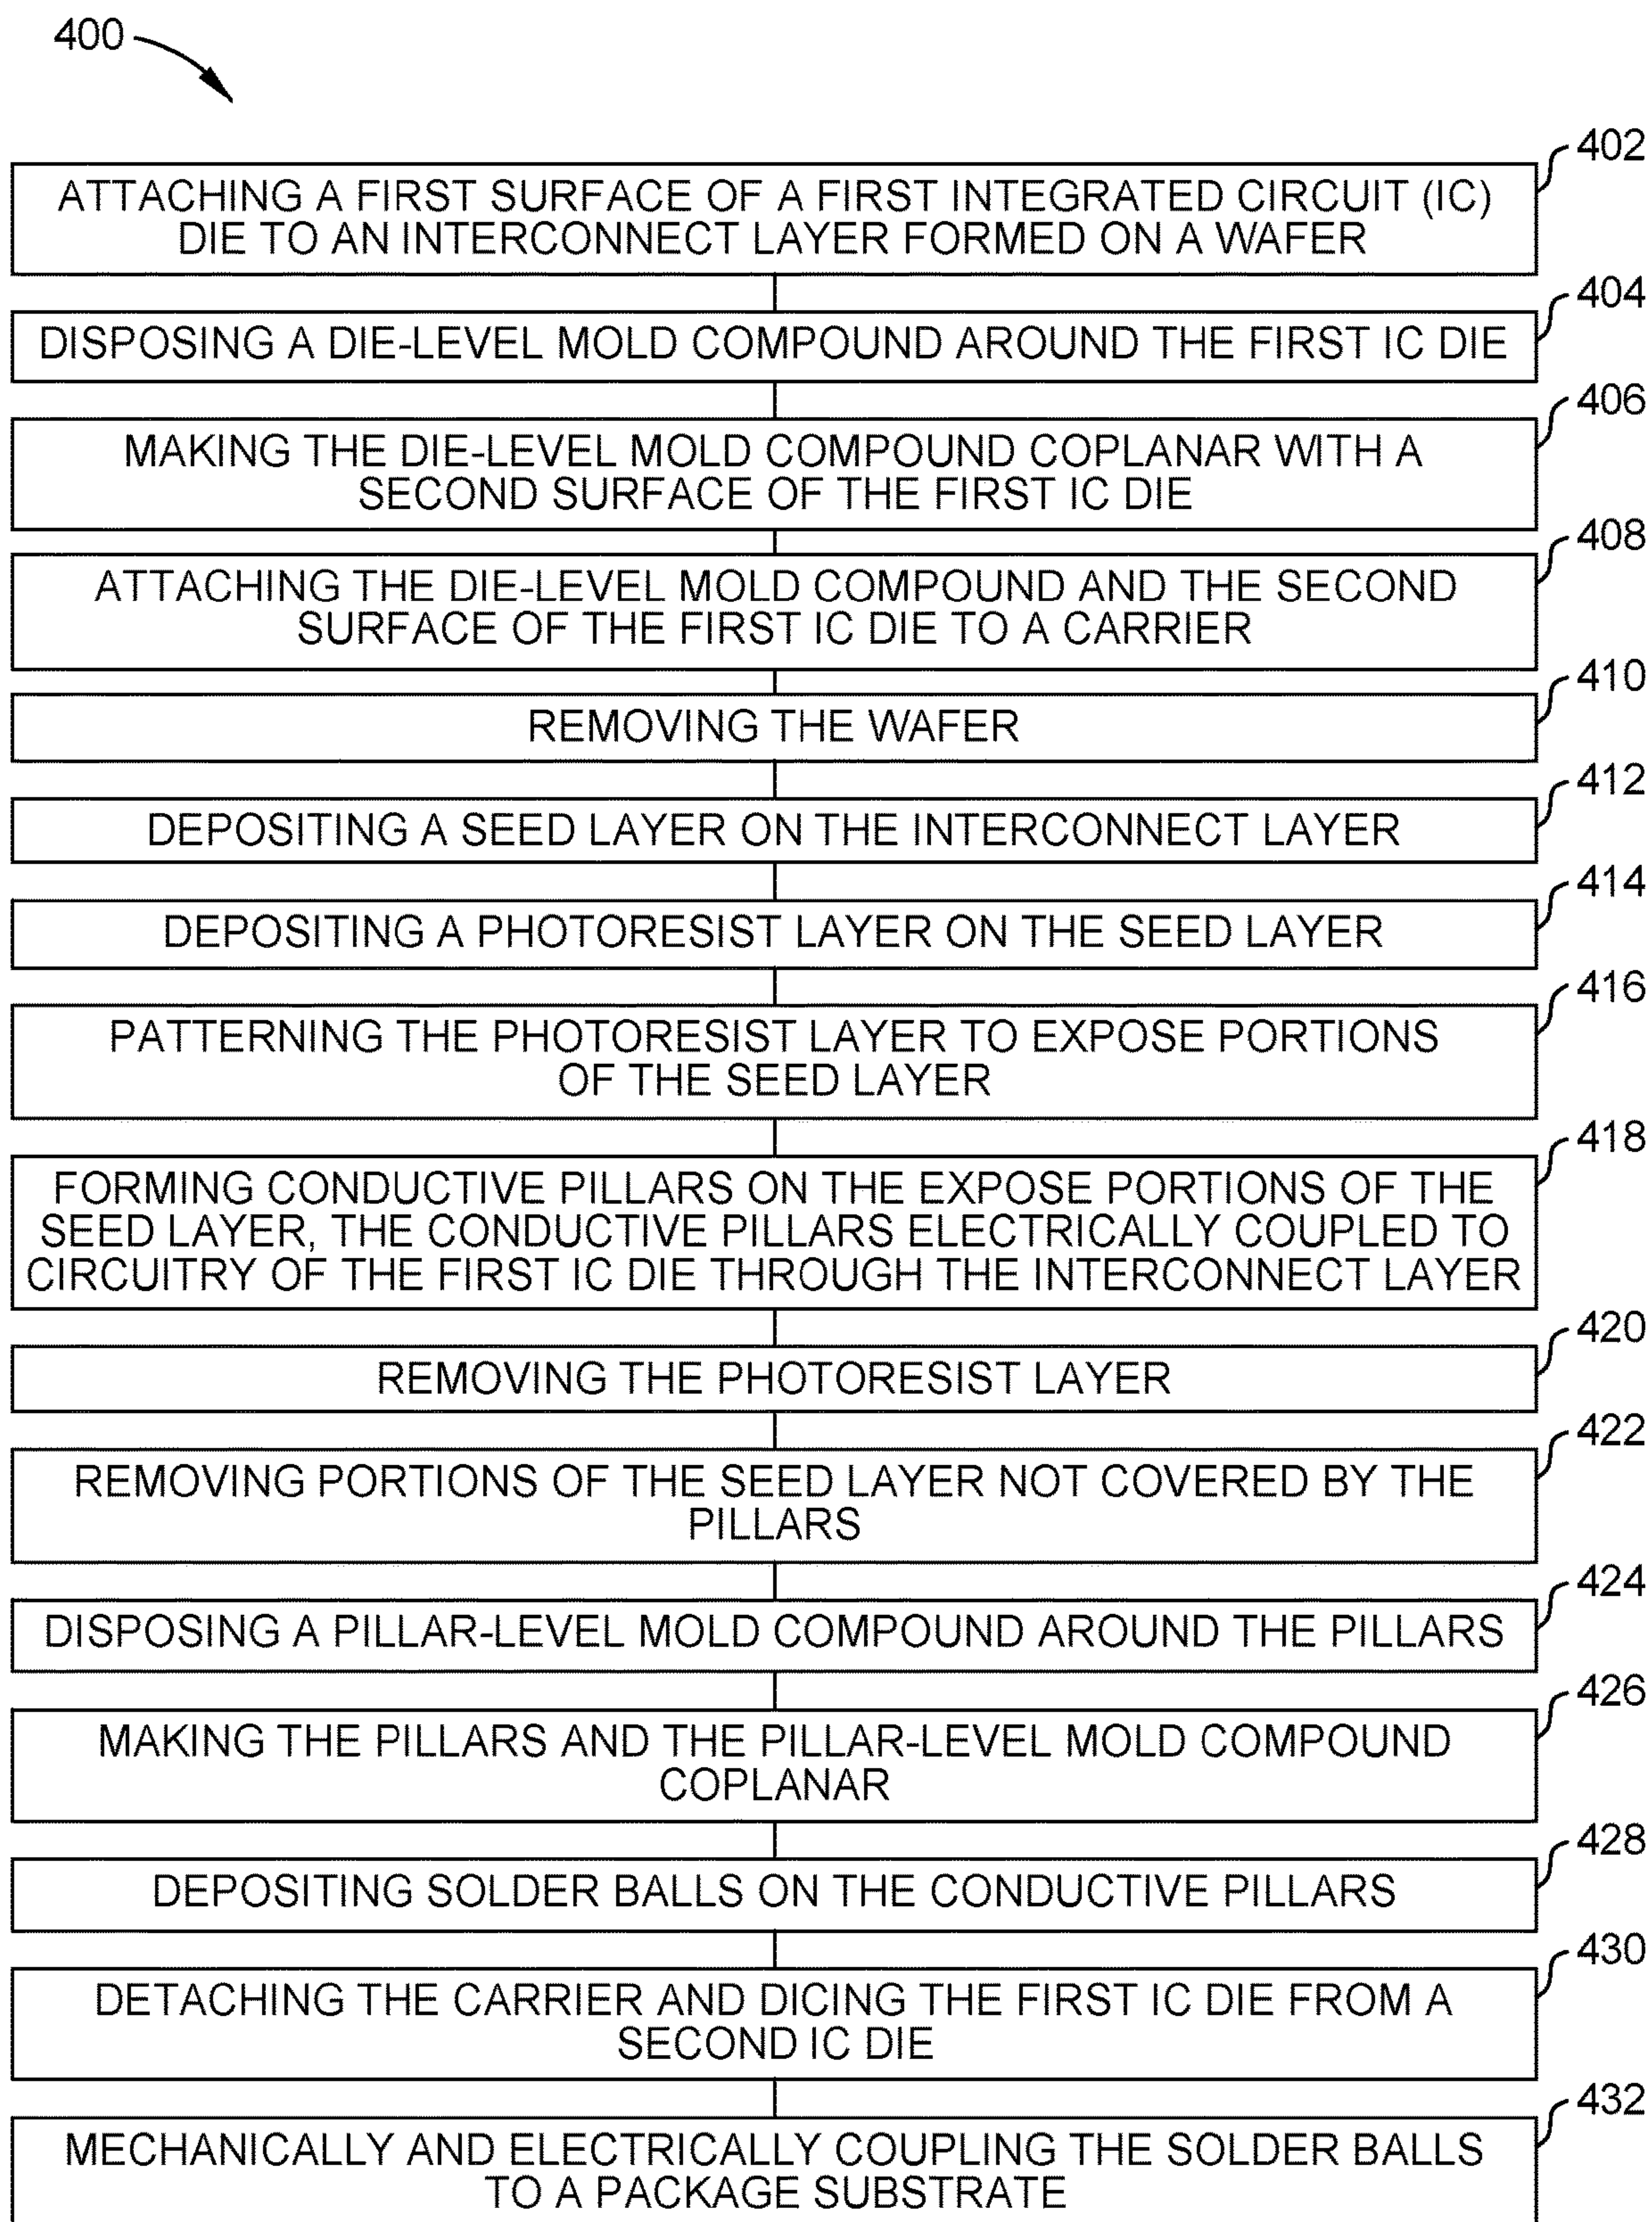 400
402
ATTACHING A FIRST SURFACE OF A FIRST INTEGRATED CIRCUIT (IC)
DIE TO AN INTERCONNECT LAYER FORMED ON A WAFER
404
DISPOSING A DIE-LEVEL MOLD COMPOUND AROUND THE FIRST IC DIE
406
MAKING THE DIE-LEVEL MOLD COMPOUND COPLANAR WITH A
SECOND SURFACE OF THE FIRST IC DIE
408
ATTACHING THE DIE-LEVEL MOLD COMPOUND AND THE SECOND
SURFACE OF THE FIRST IC DIE TO A CARRIER
410
REMOVING THE WAFER
412
DEPOSITING A SEED LAYER ON THE INTERCONNECT LAYER
414
DEPOSITING A PHOTORESIST LAYER ON THE SEED LAYER
416
PATTERNING THE PHOTORESIST LAYER TO EXPOSE PORTIONS
OF THE SEED LAYER
418
FORMING CONDUCTIVE PILLARS ON THE EXPOSE PORTIONS OF THE
SEED LAYER, THE CONDUCTIVE PILLARS ELECTRICALLY COUPLED TO
CIRCUITRY OF THE FIRST IC DIE THROUGH THE INTERCONNECT LAYER
420
REMOVING THE PHOTORESIST LAYER
422
REMOVING PORTIONS OF THE SEED LAYER NOT COVERED BY THE
PILLARS
424
DISPOSING A PILLAR-LEVEL MOLD COMPOUND AROUND THE PILLARS
426
MAKING THE PILLARS AND THE PILLAR-LEVEL MOLD COMPOUND
COPLANAR
428
DEPOSITING SOLDER BALLS ON THE CONDUCTIVE PILLARS
430
DETACHING THE CARRIER AND DICING THE FIRST IC DIE FROM A
SECOND IC DIE
432
MECHANICALLY AND ELECTRICALLY COUPLING THE SOLDER BALLS
TO A PACKAGE SUBSTRATE